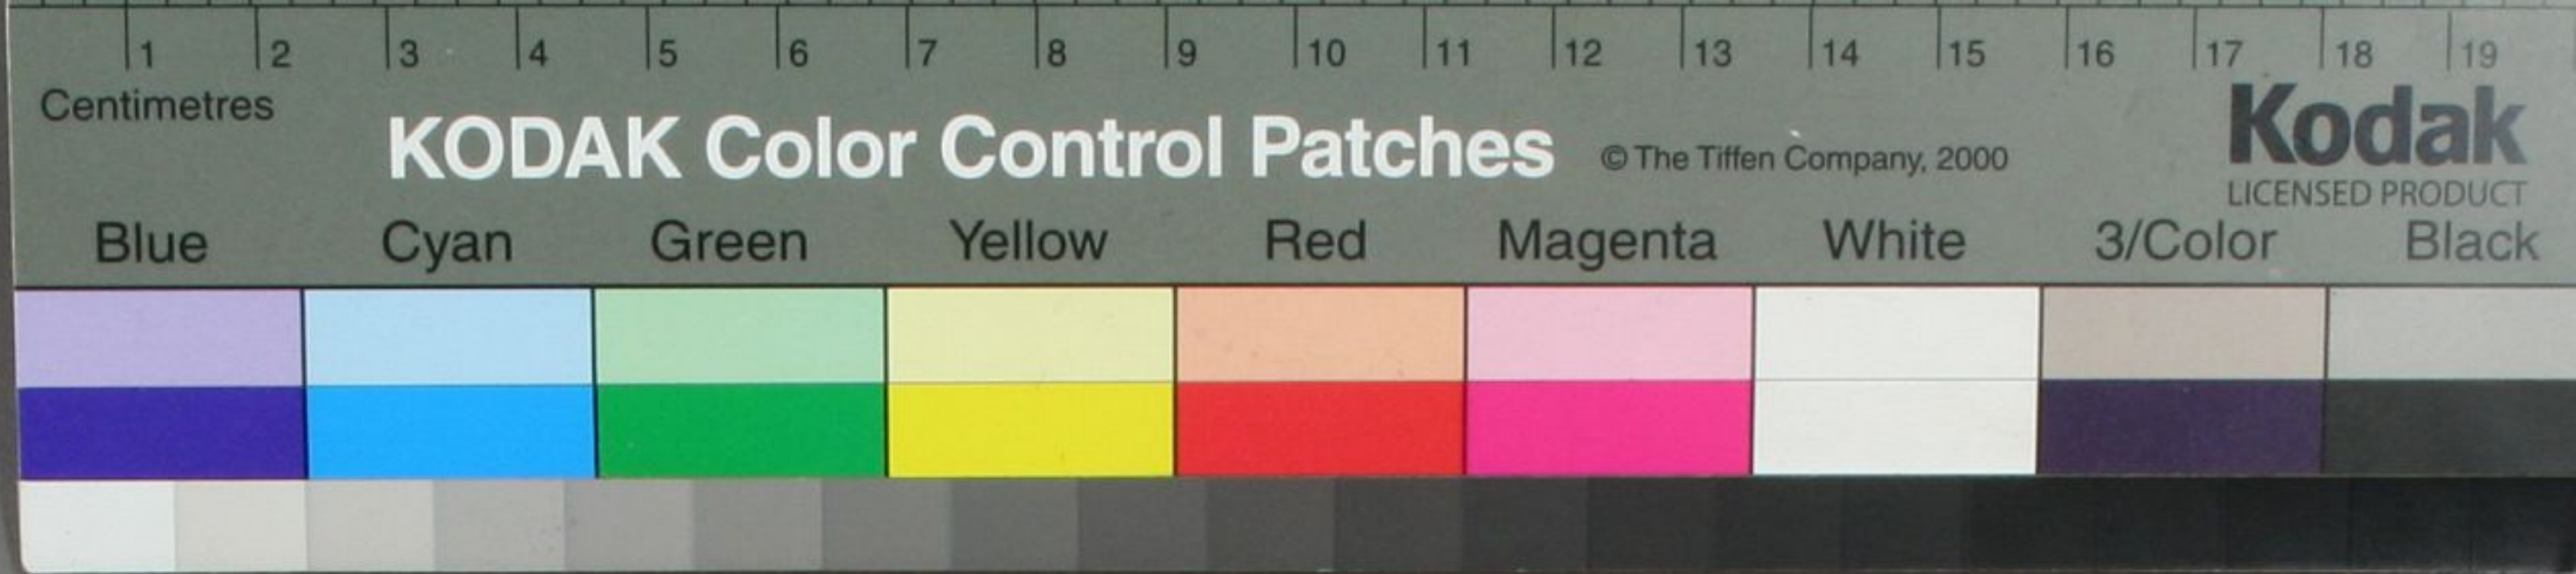 1 2 3 4 5 6 7 8 9 10 11 12 13 14 15 16 17 18 19
Centimetres
KODAK Color Control Patches © The Tiffen Company, 2000
Kodak
LICENSED PRODUCT
Blue Cyan Green Yellow Red Magenta White 3/Color Black